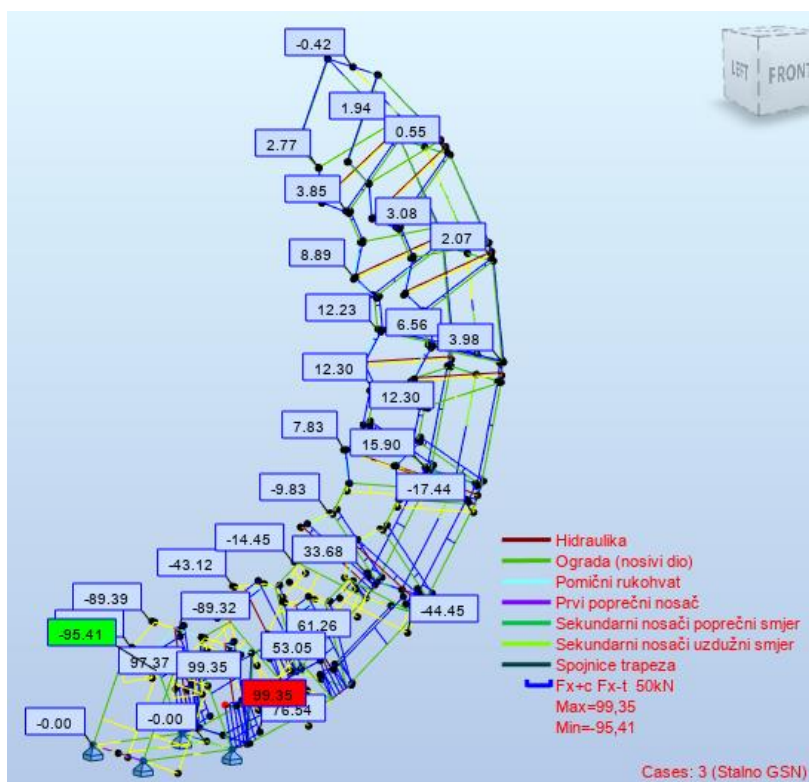 -0.42
LEFT FRONT
1.94
0.55
2.77
3.85
3.08
2.07
8.89
12.23
6.56
3.98
12.30
12.30
7.83
15.90
-17.44
-9.83
-14.45
33.68
-43.12
-44.45
-89.39
-89.32
61.26
-95.41
53.05
97.37
99.35
99.35
76.54
-0.00
-0.00
Hidraulika
Ograda (nosivi dio)
Pomični rukohvat
Prvi poprečni nosač
Sekundarni nosači poprečni smjer
Sekundarni nosači uzdužni smjer
Spojnice trapeza
Fx+c Fx-t 50kN
Max=99,35
Min=-95,41
Cases: 3 (Stalno GSN)